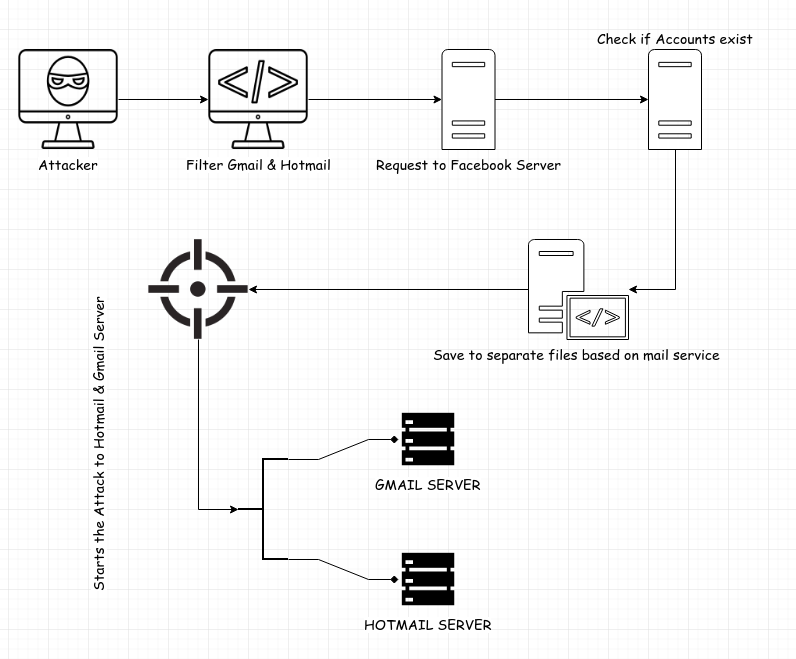 Check if Accounts exist
</>
Attacker
Filter Gmail & Hotmail
Request to Facebook Server
</>
Save to separate files based on mail service
Starts the Attack to Hotmail & Gmail Server
GMAIL SERVER
HOTMAIL SERVER